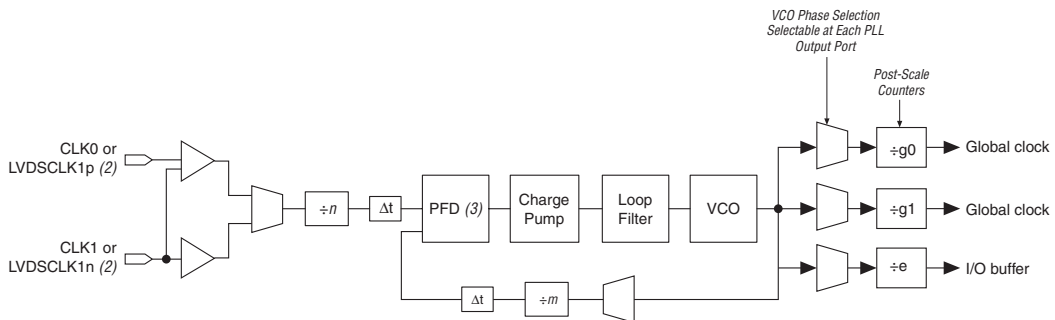 VCO Phase Selection
Selectable at Each PLL
Output Port
Post-Scale
Counters
CLK0 or
LVDSCLK1p (2)
÷n
Δt
PFD (3)
Charge
Pump
Loop
Filter
VCO
÷g0
Global clock
÷g1
Global clock
CLK1 or
LVDSCLK1n (2)
÷e
I/O buffer
Δt
÷m